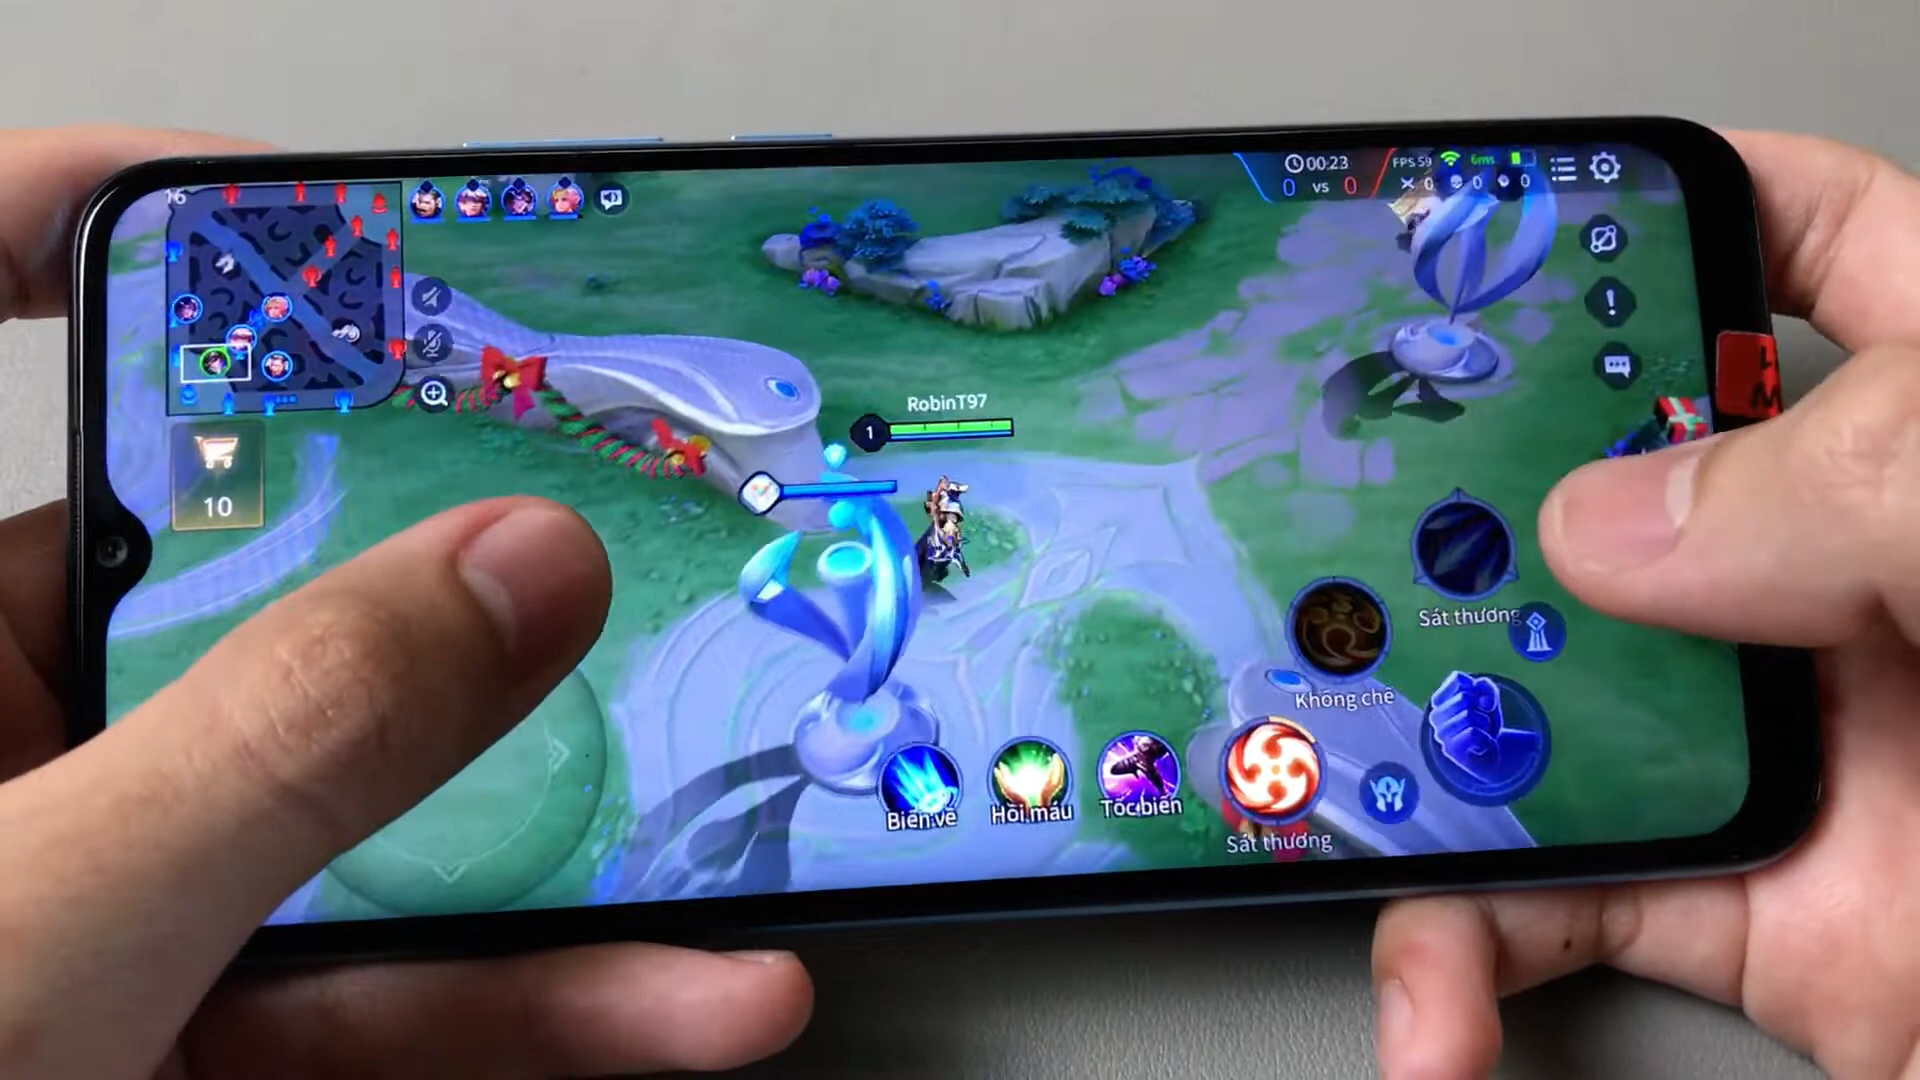 16
00:23
0 vs 0
FPS 59
6ms
0 0 0
RobinT97
1
10
Sát thương
Khống chế
Biến về
Hồi máu
Tốc biến
Sát thương